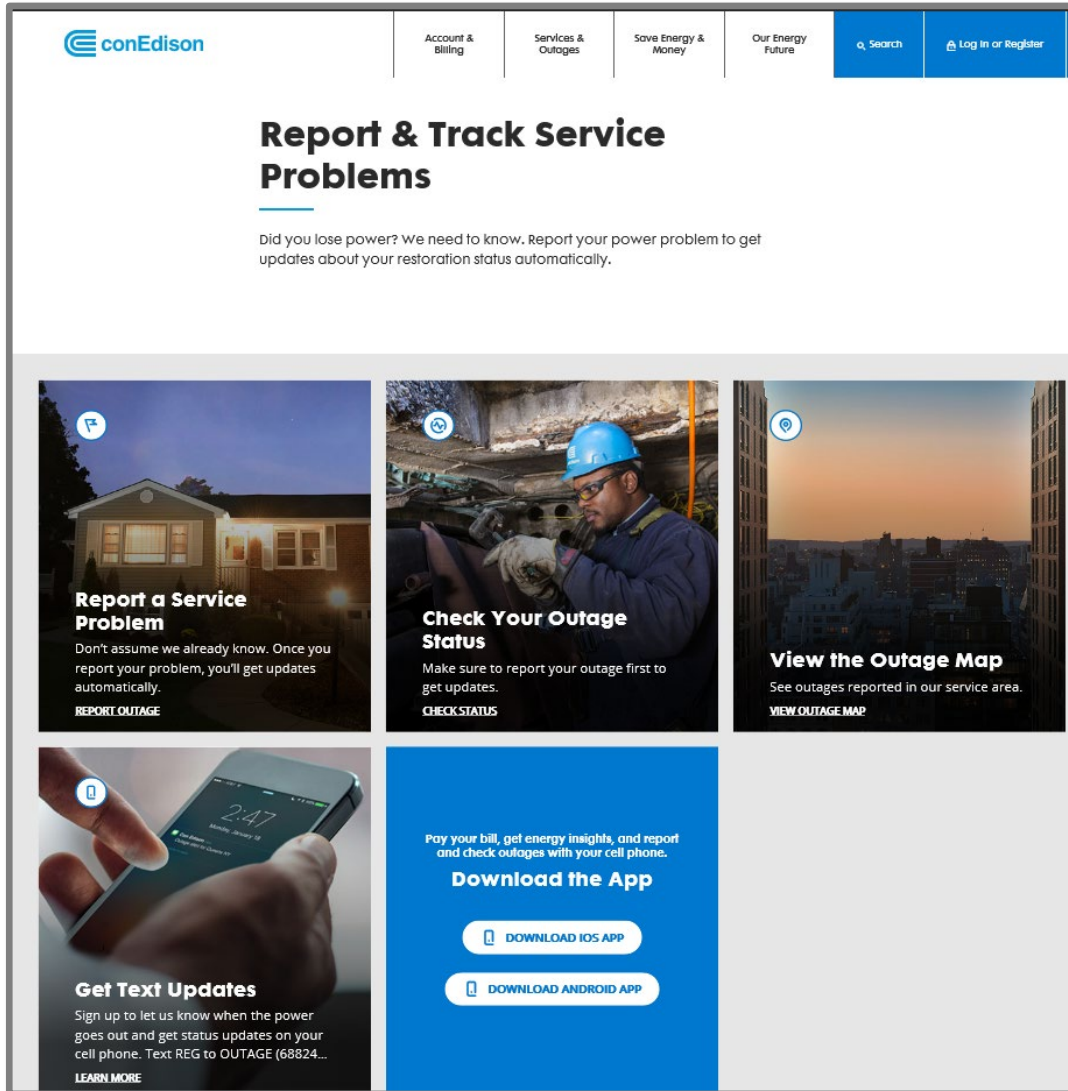 conEdison
Account &
Billing
Services &
Outages
Save Energy &
Money
Our Energy
Future
Search
Log In or Register
Report & Track Service
Problems
Did you lose power? We need to know. Report your power problem to get
updates about your restoration status automatically.
Report a Service
Problem
Don't assume we already know. Once you
report your problem, you'll get updates
automatically.
REPORT OUTAGE
Check Your Outage
Status
Make sure to report your outage first to
get updates.
CHECK STATUS
View the Outage Map
See outages reported in our service area.
VIEW OUTAGE MAP
2:47
Monday, January 18
Con Edison
Get Text Updates
Sign up to let us know when the power
goes out and get status updates on your
cell phone. Text REG to OUTAGE (68824...
LEARN MORE
Pay your bill, get energy insights, and report
and check outages with your cell phone.
Download the App
DOWNLOAD IOS APP
DOWNLOAD ANDROID APP